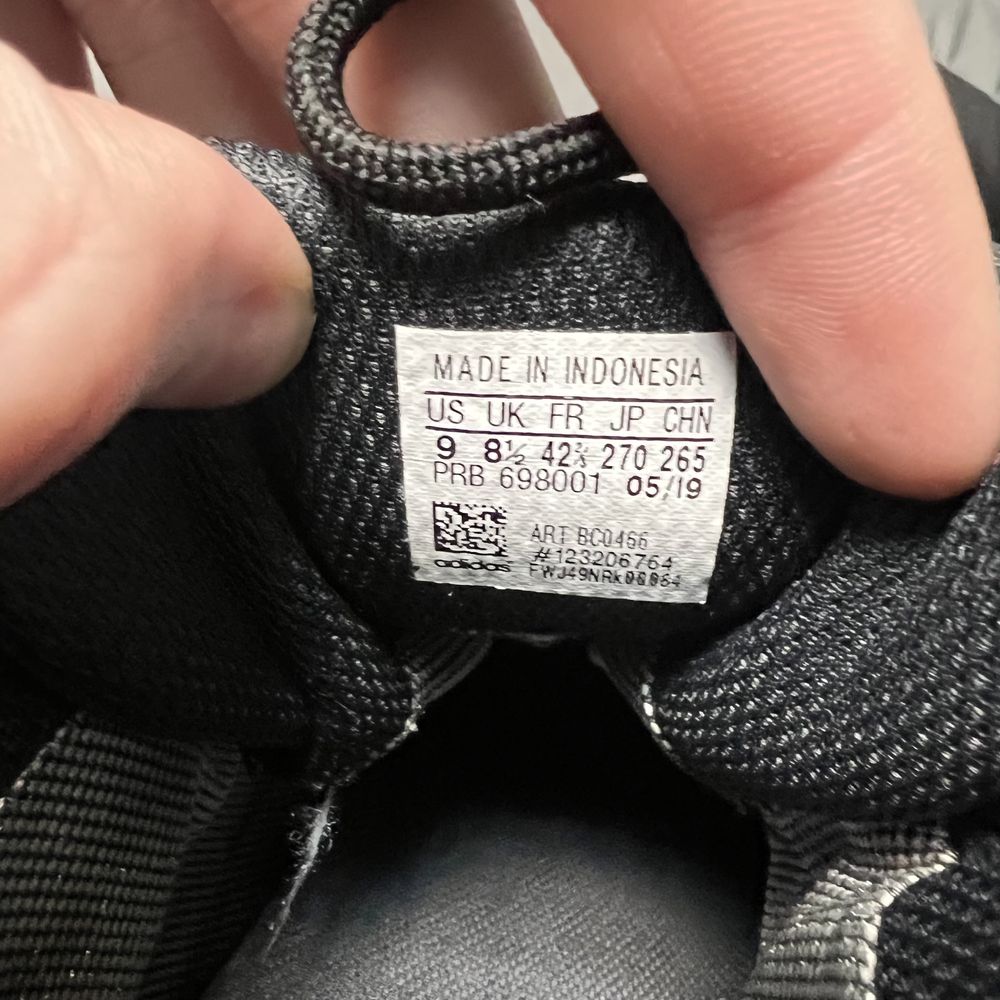 MADE IN INDONESIA
US UK FR JP CHN
9 8½ 42⅔ 270 265
PRB 698001 05/19
ART BC0466
#123206764
adidas